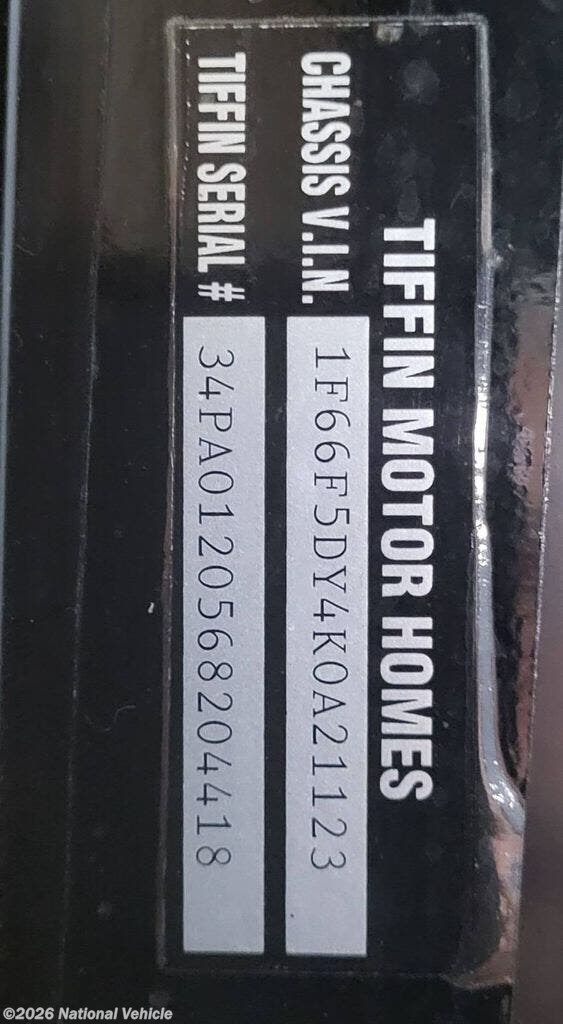 TIFFIN MOTOR HOMES
CHASSIS V.I.N. 1F66F5DY4K0A21123
TIFFIN SERIAL # 34PA0120568204418
©2026 National Vehicle